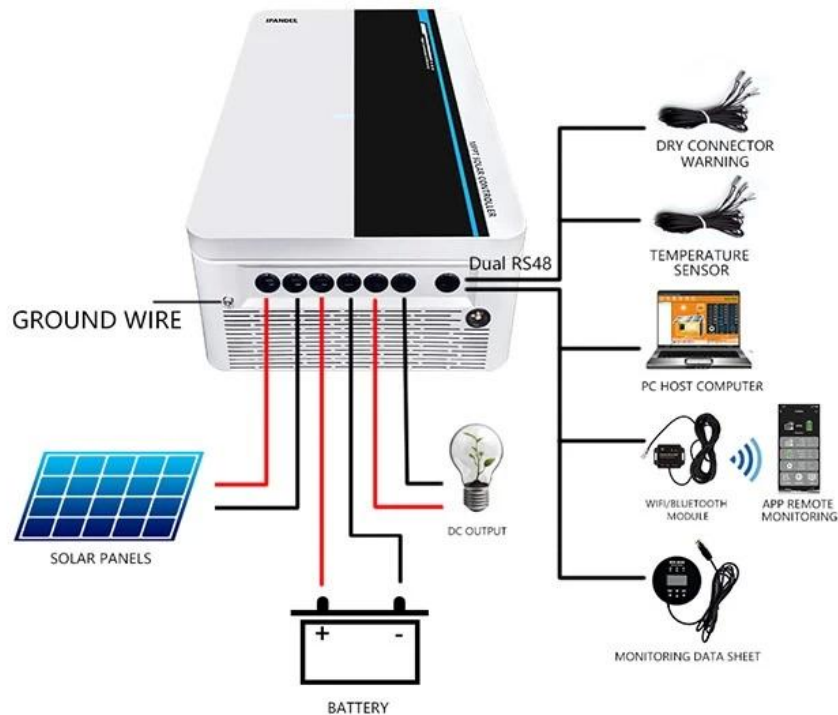 IPANDEE
MPPT SOLAR CONTROLLER
Dual RS48
GROUND WIRE
DRY CONNECTOR
WARNING
TEMPERATURE
SENSOR
PC HOST COMPUTER
WIFI/BLUETOOTH
MODULE
APP REMOTE
MONITORING
MONITORING DATA SHEET
SOLAR PANELS
DC OUTPUT
+
-
BATTERY